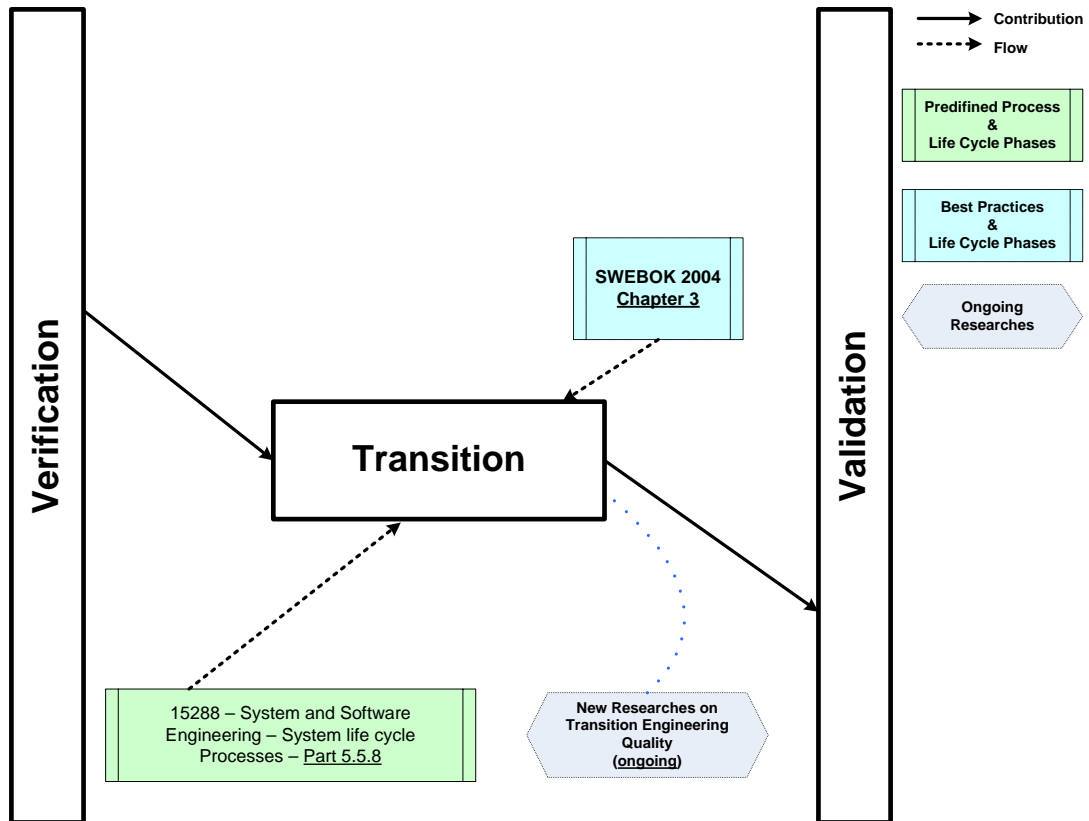 Contribution
Flow
Predifined Process
&
Life Cycle Phases
Best Practices
&
Life Cycle Phases
Ongoing
Researches
Verification
SWEBOK 2004
Chapter 3
Transition
Validation
15288 – System and Software
Engineering – System life cycle
Processes – Part 5.5.8
New Researches on
Transition Engineering
Quality
(ongoing)